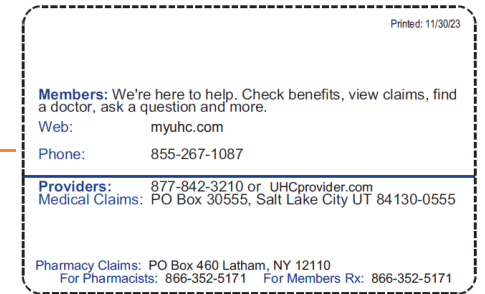 Printed: 11/30/23
Members: We're here to help. Check benefits, view claims, find
a doctor, ask a question and more.
Web: myuhc.com
Phone: 855-267-1087
Providers: 877-842-3210 or UHCprovider.com
Medical Claims: PO Box 30555, Salt Lake City UT 84130-0555
Pharmacy Claims: PO Box 460 Latham, NY 12110
For Pharmacists: 866-352-5171 For Members Rx: 866-352-5171